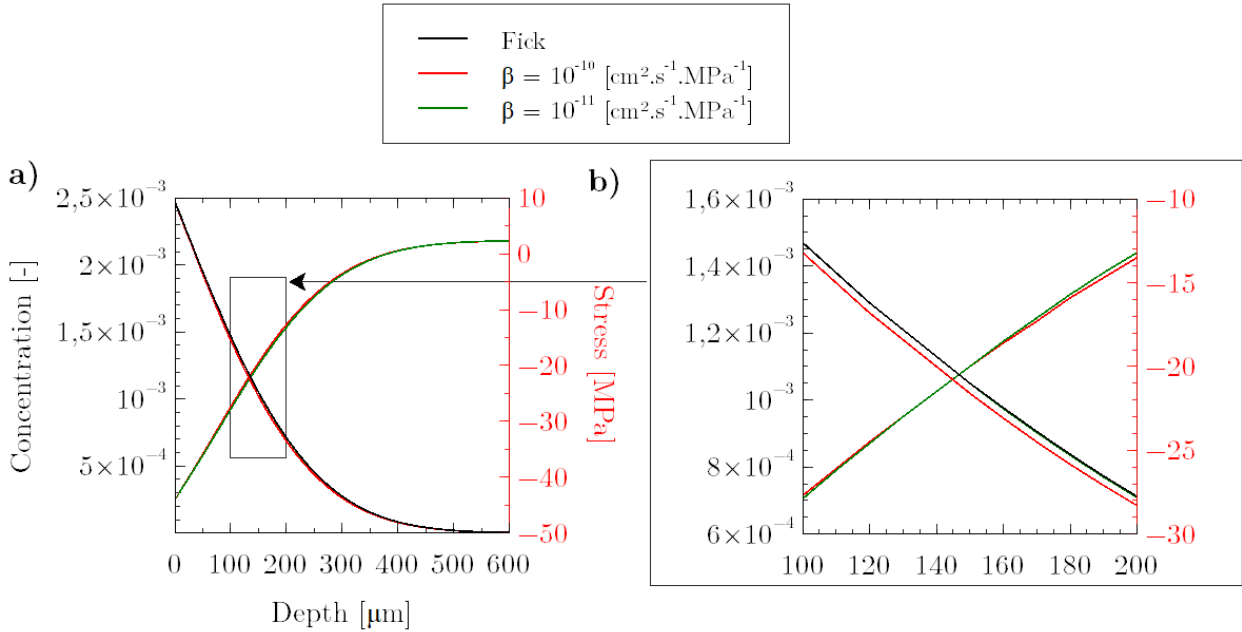 Fick
β = 10⁻¹⁰ [cm².s⁻¹.MPa⁻¹]
β = 10⁻¹¹ [cm².s⁻¹.MPa⁻¹]
a)
Concentration [-]
2,5×10⁻³
2×10⁻³
1,5×10⁻³
10⁻³
5×10⁻⁴
10
0
−10
−20
−30
−40
−50
Stress [MPa]
0 100 200 300 400 500 600
Depth [μm]
b)
1,6×10⁻³
1,4×10⁻³
1,2×10⁻³
10⁻³
8×10⁻⁴
6×10⁻⁴
−10
−15
−20
−25
−30
100 120 140 160 180 200